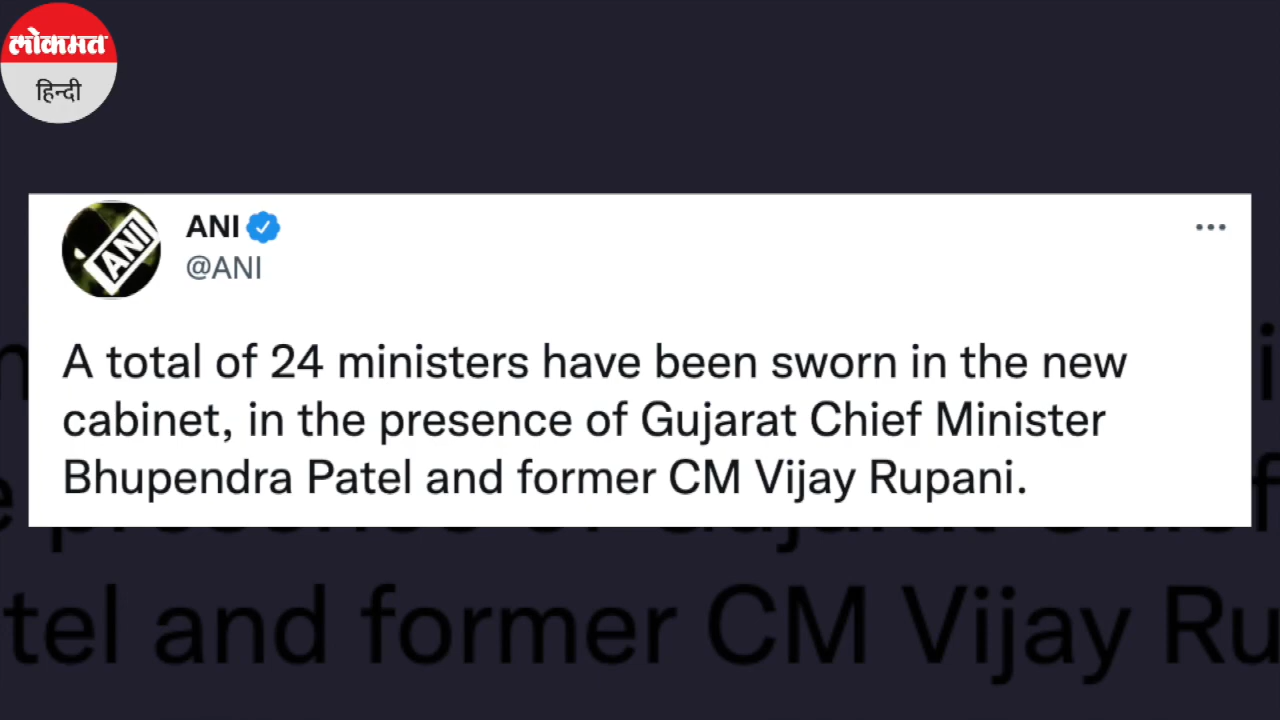 लोकमत
हिन्दी
ANI
ANI
@ANI
A total of 24 ministers have been sworn in the new
cabinet, in the presence of Gujarat Chief Minister
Bhupendra Patel and former CM Vijay Rupani.
tel and former CM Vijay Ru